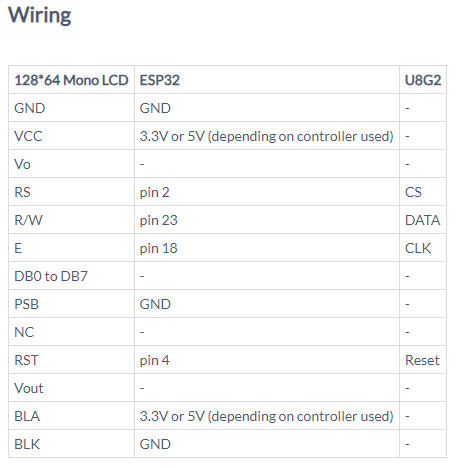 Wiring
128*64 Mono LCD ESP32 U8G2
GND GND -
VCC 3.3V or 5V (depending on controller used) -
Vo - -
RS pin 2 CS
R/W pin 23 DATA
E pin 18 CLK
DB0 to DB7 - -
PSB GND -
NC - -
RST pin 4 Reset
Vout - -
BLA 3.3V or 5V (depending on controller used) -
BLK GND -